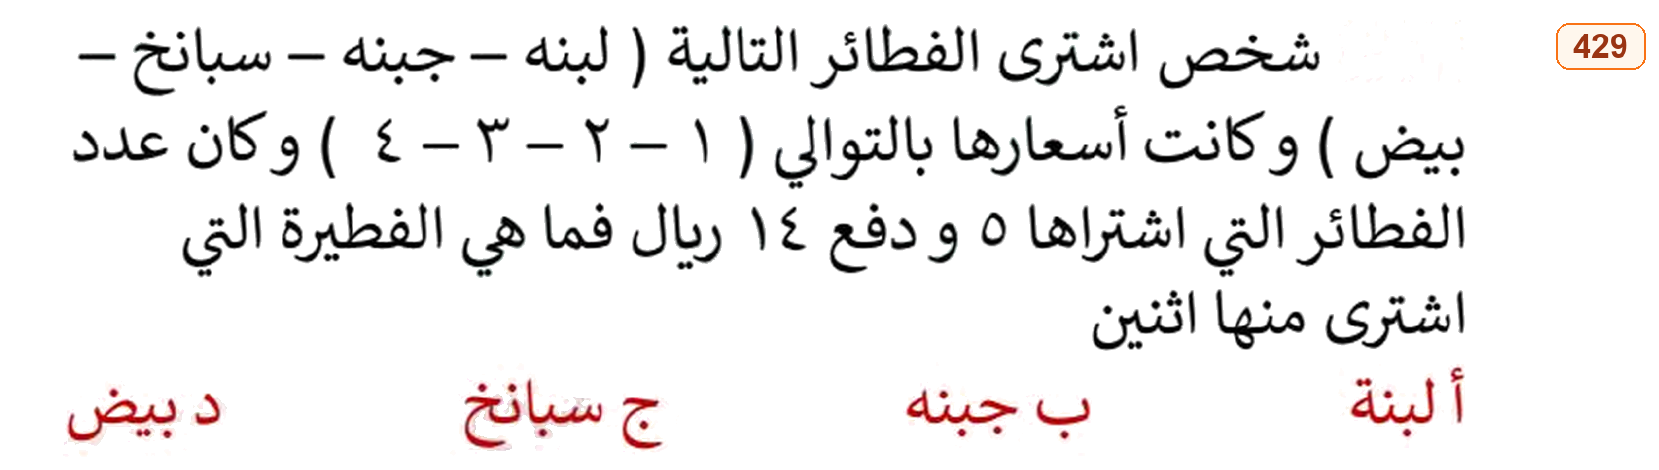 429
شخص اشترى الفطائر التالية ( لبنه – جبنه – سبانخ –
بيض ) وكانت أسعارها بالتوالي ( ١ – ٢ – ٣ – ٤ ) وكان عدد
الفطائر التي اشتراها ٥ و دفع ١٤ ريال فما هي الفطيرة التي
اشترى منها اثنين
أ لبنة ب جبنه ج سبانخ د بيض